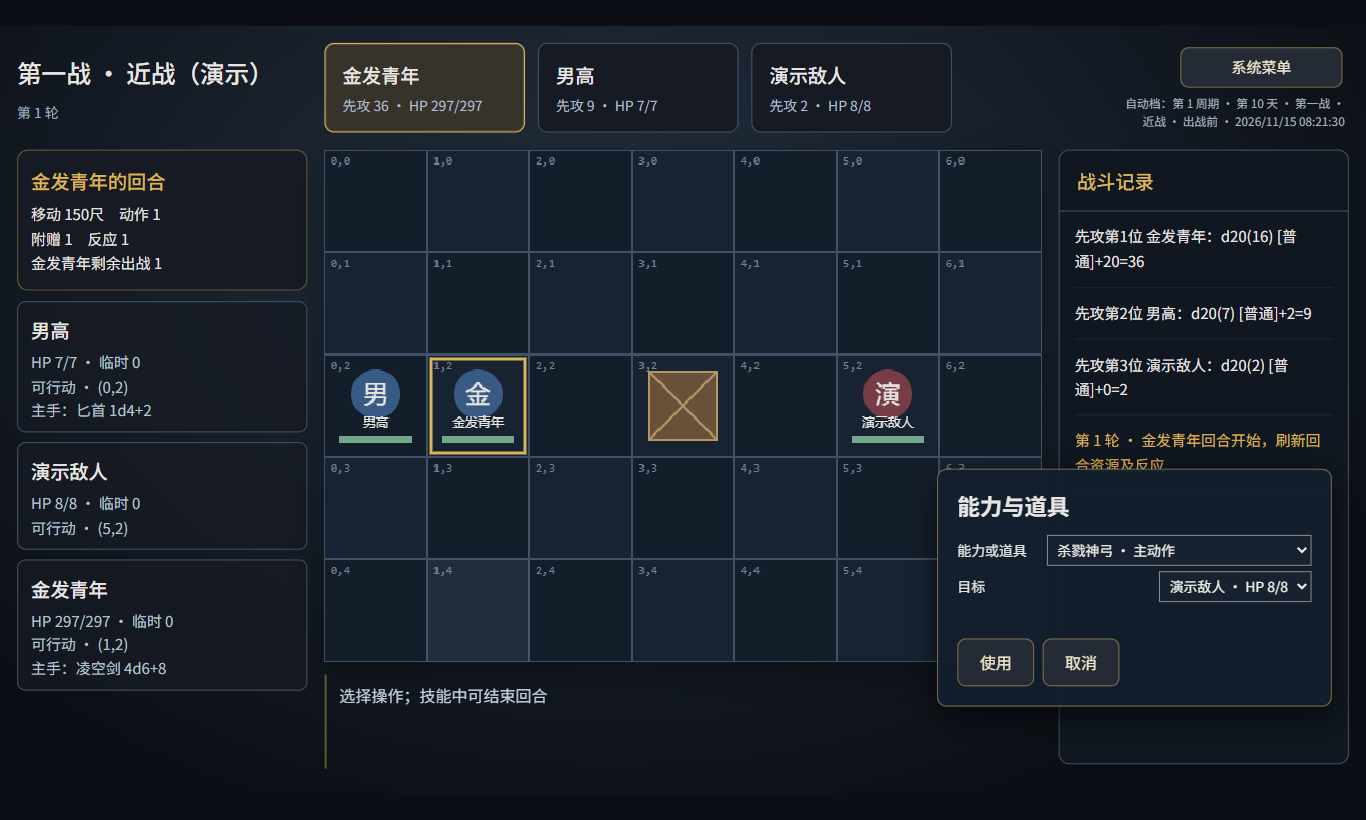 第一战 · 近战（演示）
第 1 轮
金发青年
先攻 36 · HP 297/297
男高
先攻 9 · HP 7/7
演示敌人
先攻 2 · HP 8/8
系统菜单
自动档：第 1 周期 · 第 10 天 · 第一战 ·
近战 · 出战前 · 2026/11/15 08:21:30
金发青年的回合
移动 150尺 动作 1
附赠 1 反应 1
金发青年剩余出战 1
男高
HP 7/7 · 临时 0
可行动 · (0,2)
主手：匕首 1d4+2
演示敌人
HP 8/8 · 临时 0
可行动 · (5,2)
金发青年
HP 297/297 · 临时 0
可行动 · (1,2)
主手：凌空剑 4d6+8
0,0 1,0 2,0 3,0 4,0 5,0 6,0
0,1 1,1 2,1 3,1 4,1 5,1 6,1
0,2 1,2 2,2 3,2 4,2 5,2 6,2
男 金 演
男高 金发青年 演示敌人
0,3 1,3 2,3 3,3 4,3 5,3 6,3
0,4 1,4 2,4 3,4 4,4 5,4
选择操作；技能中可结束回合
战斗记录
先攻第1位 金发青年：d20(16) [普
通]+20=36
先攻第2位 男高：d20(7) [普通]+2=9
先攻第3位 演示敌人：d20(2) [普
通]+0=2
第 1 轮 · 金发青年回合开始，刷新回
合资源及反应
能力与道具
能力或道具 杀戮神弓 · 主动作
目标 演示敌人 · HP 8/8
使用 取消